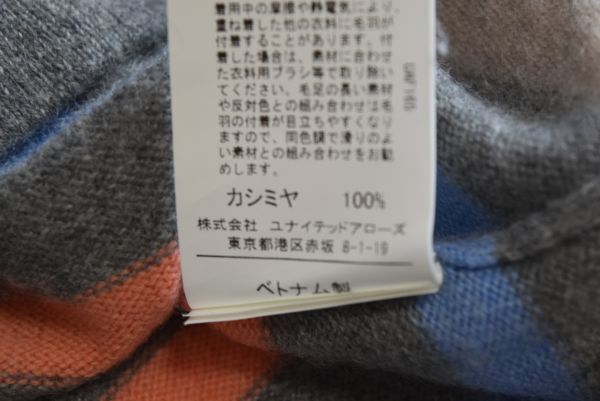 着用中の摩擦や静電気により、
重ね着した他の衣料に毛羽が
付着することがあります。付
着した場合は、素材に合わせ
た衣料用ブラシ等で取り除い
てください。毛足の長い素材
や反対色との組み合わせは毛
羽の付着が目立ちやすくなり
ますので、同色調で滑りのよ
い素材との組み合わせをお勧
めします。
カシミヤ 100%
株式会社 ユナイテッドアローズ
東京都港区赤坂 8-1-19
ベトナム製